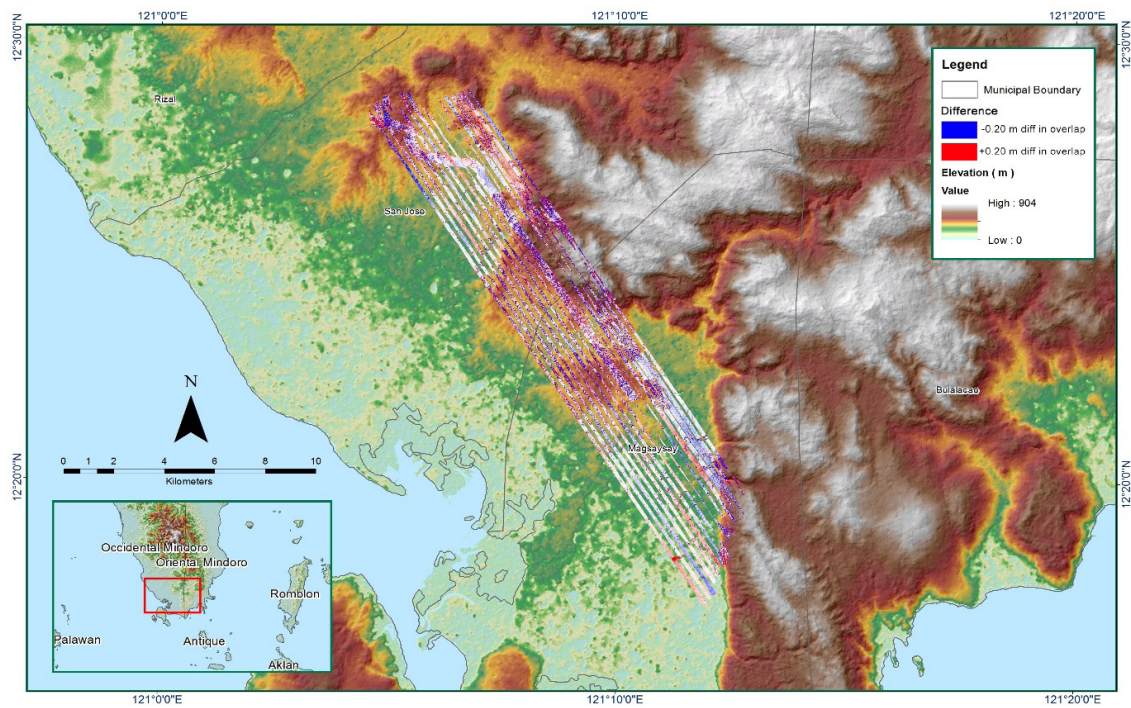 121°0'0"E
121°10'0"E
121°20'0"E
12°30'0"N
12°30'0"N
Rizal
San Jose
Magsaysay
Bulalacao
Legend
Municipal Boundary
Difference
-0.20 m diff in overlap
+0.20 m diff in overlap
Elevation ( m )
Value
High : 904
Low : 0
N
0 1 2 4 6 8 10
Kilometers
12°20'0"N
12°20'0"N
Occidental Mindoro
Oriental Mindoro
Romblon
Palawan
Antique
Aklan
121°0'0"E
121°10'0"E
121°20'0"E